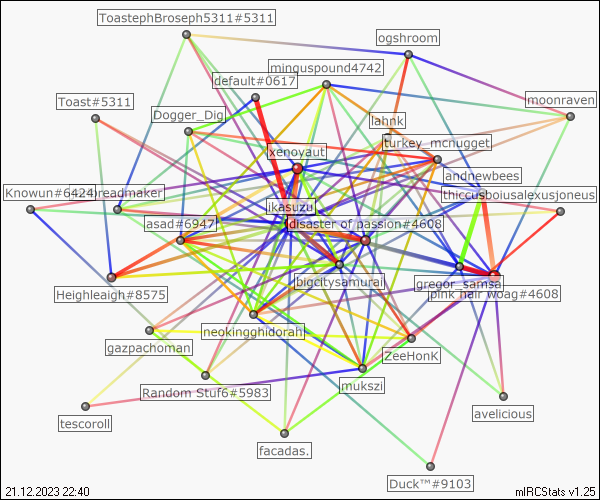 ToastephBroseph5311#5311
ogshroom
minguspound4742
default#0617
moonraven
Toast#5311
Dogger_Dig
lahnk
turkey_mcnugget
xenoyaut
andnewbees
Knowun#6424
readmaker
thiccusboiusalexusjoneus
ikasuzu
asad#6947
disaster of passion#4608
bigcitysamurai
gregor_samsa
Heighleaigh#8575
pink hair woag#4608
neokingghidorah
gazpachoman
ZeeHonk
mukszi
Random Stuf6#5983
tescoroll
avelicious
facadas.
Duck™#9103
21.12.2023 22:40
mIRCStats v1.25